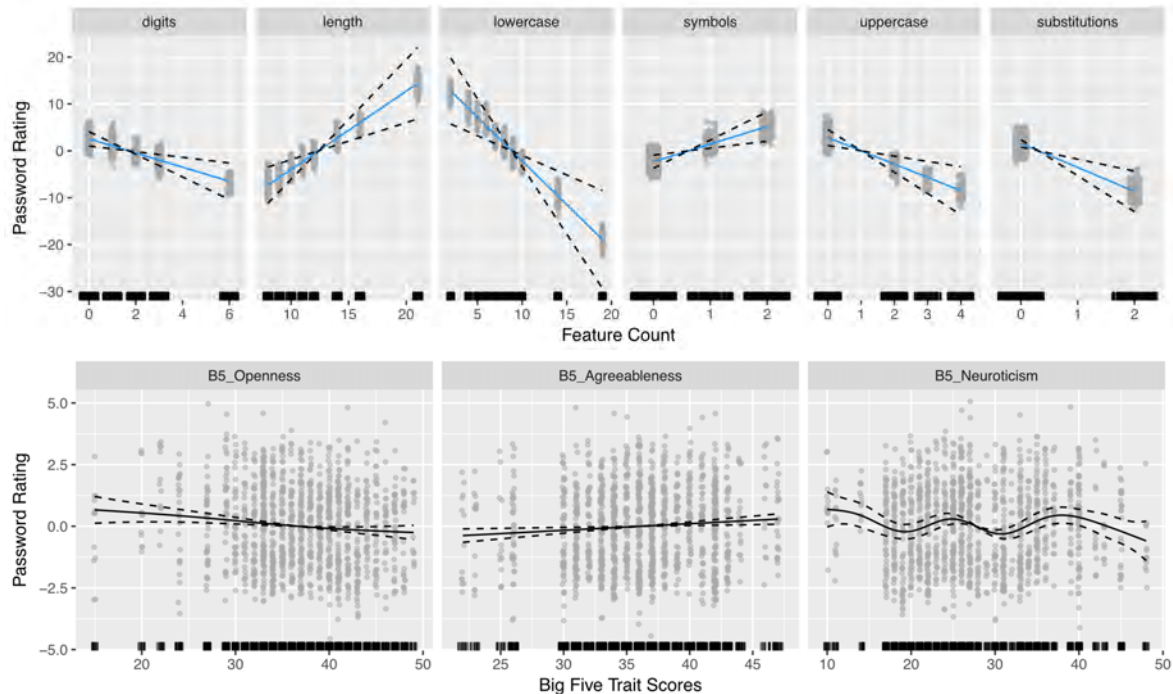 digits length lowercase symbols uppercase substitutions
Password Rating
20
10
0
−10
−20
−30
0 2 4 6 10 15 20 5 10 15 20 0 1 2 0 1 2 3 4 0 1 2
Feature Count
B5_Openness B5_Agreeableness B5_Neuroticism
Password Rating
5.0
2.5
0.0
−2.5
−5.0
20 30 40 50 25 30 35 40 45 10 20 30 40 50
Big Five Trait Scores